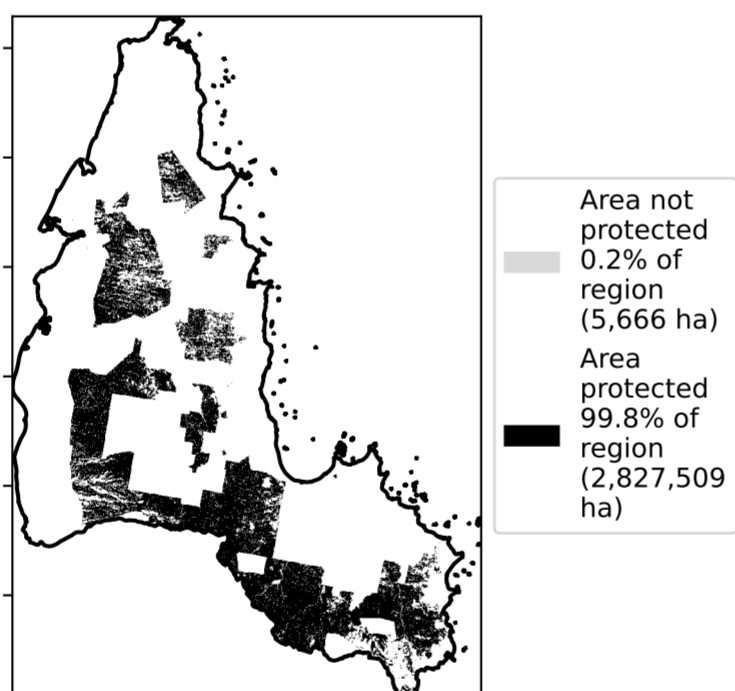 Area not
protected
0.2% of
region
(5,666 ha)
Area
protected
99.8% of
region
(2,827,509
ha)